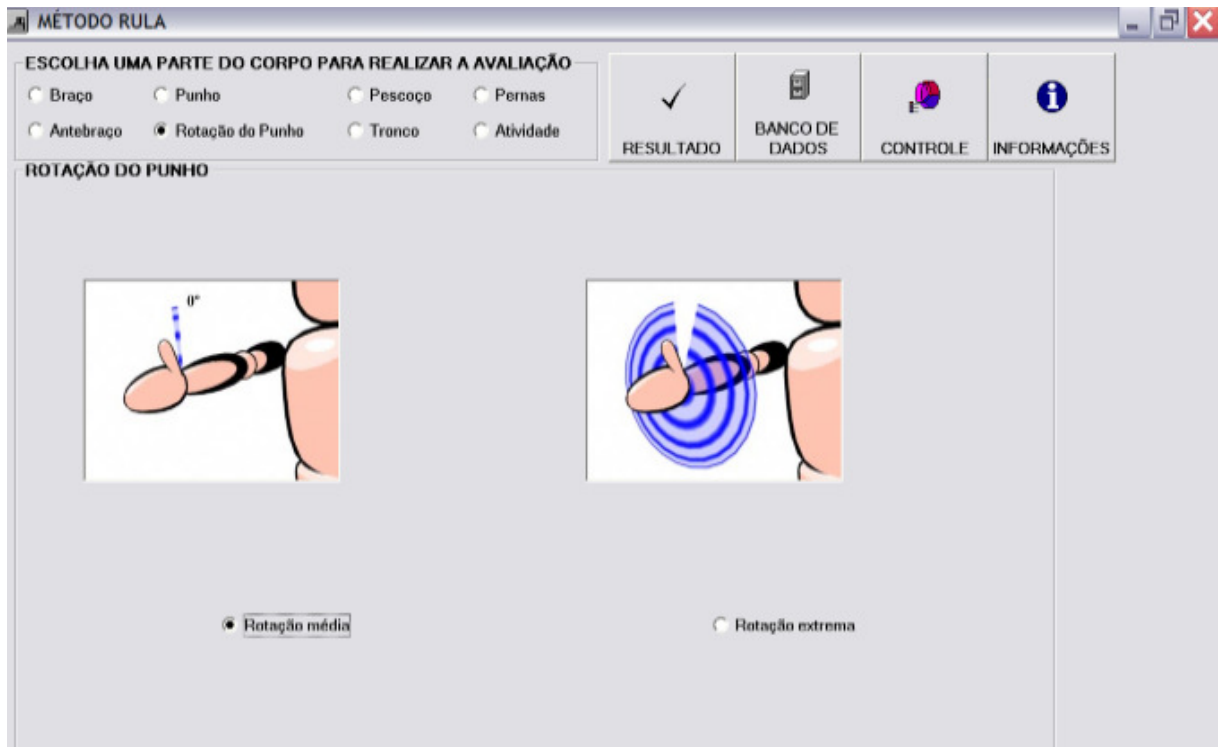 MÉTODO RULA
ESCOLHA UMA PARTE DO CORPO PARA REALIZAR A AVALIAÇÃO
Braço Punho Pescoço Pernas
Antebraço Rotação do Punho Tronco Atividade
RESULTADO
BANCO DE
DADOS
CONTROLE
INFORMAÇÕES
ROTAÇÃO DO PUNHO
0°
Rotação média
Rotação extrema